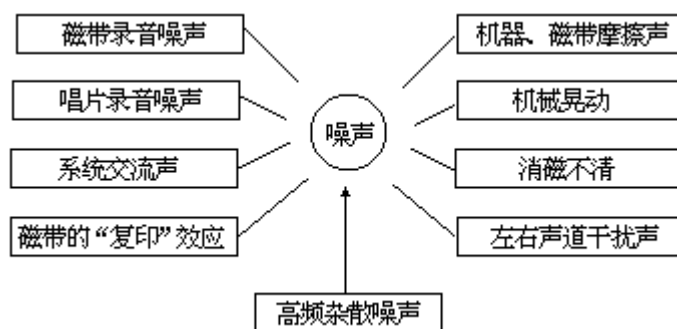 磁带录音噪声
机器、磁带摩擦声
唱片录音噪声
机械晃动
噪声
系统交流声
消磁不清
磁带的“复印”效应
左右声道干扰声
高频杂散噪声